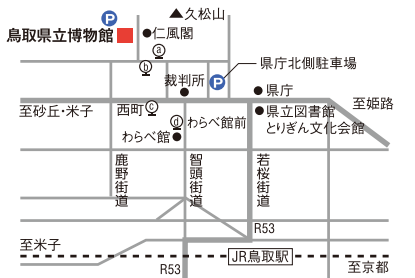 ▲久松山
P
鳥取県立博物館
仁風閣
ⓐ
ⓑ
裁判所
P
県庁北側駐車場
県庁
至砂丘・米子
西町
ⓒ
ⓓ
わらべ館前
わらべ館
県立図書館
とりぎん文化会館
至姫路
鹿野街道
智頭街道
若桜街道
R53
至米子
JR鳥取駅
R53
至京都